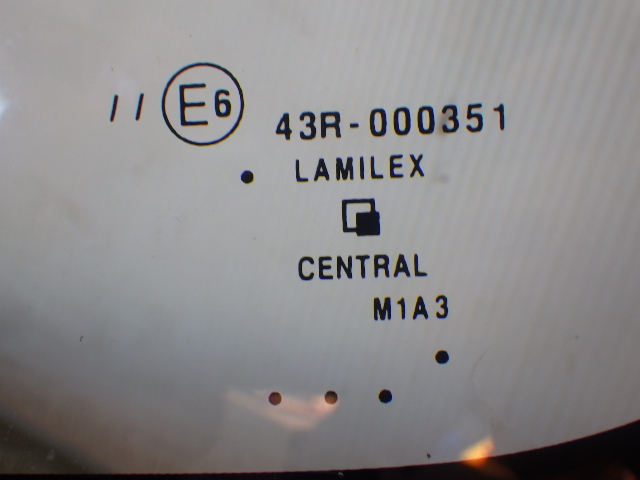 // E6 43R-000351
LAMILEX
CENTRAL
M1A3